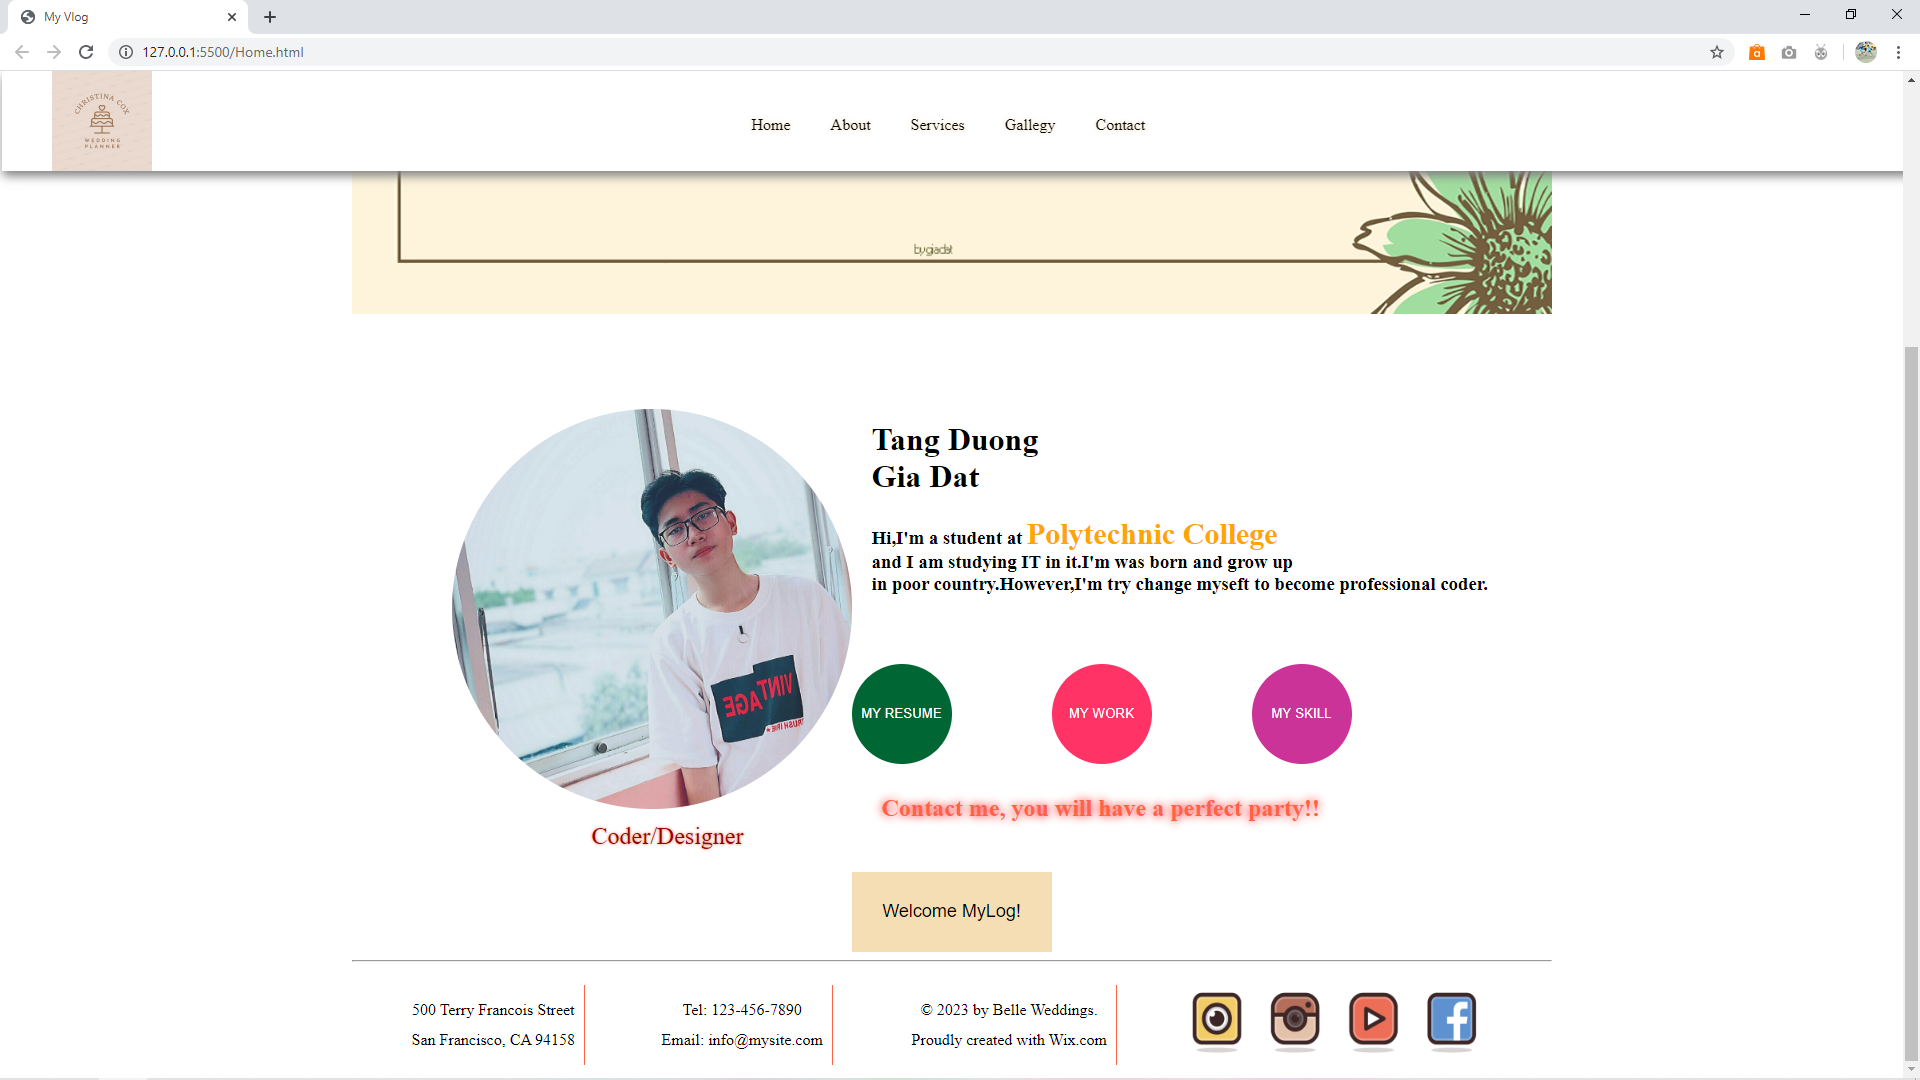 My Vlog
127.0.0.1:5500/Home.html
CHRISTINA COX
WEDDING
PLANNER
Home About Services Gallegy Contact
by giadat
Tang Duong
Gia Dat
Hi,I'm a student at Polytechnic College
and I am studying IT in it.I'm was born and grow up
in poor country.However,I'm try change myseft to become professional coder.
VINTAGE
MY RESUME MY WORK MY SKILL
Contact me, you will have a perfect party!!
Coder/Designer
Welcome MyLog!
500 Terry Francois Street
San Francisco, CA 94158
Tel: 123-456-7890
Email: info@mysite.com
© 2023 by Belle Weddings.
Proudly created with Wix.com